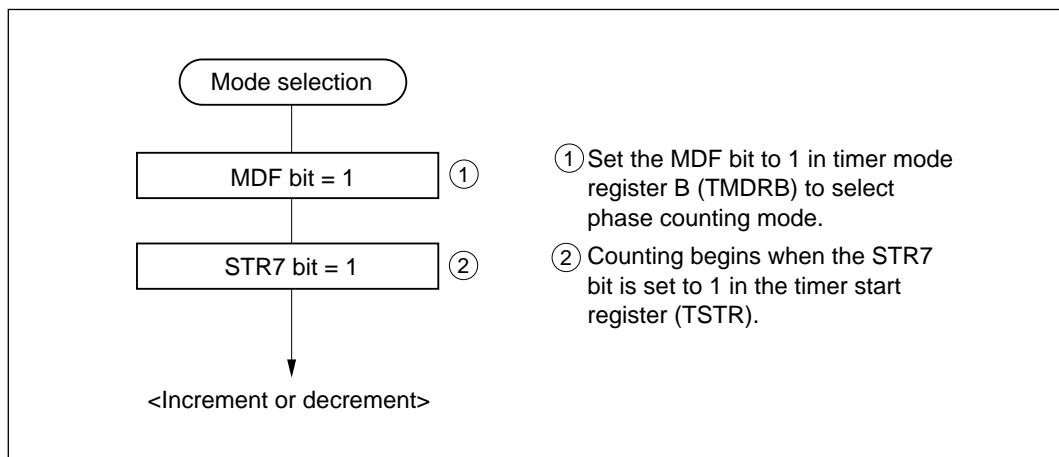 Mode selection
MDF bit = 1
①
STR7 bit = 1
②
<Increment or decrement>
① Set the MDF bit to 1 in timer mode
register B (TMDRB) to select
phase counting mode.
② Counting begins when the STR7
bit is set to 1 in the timer start
register (TSTR).